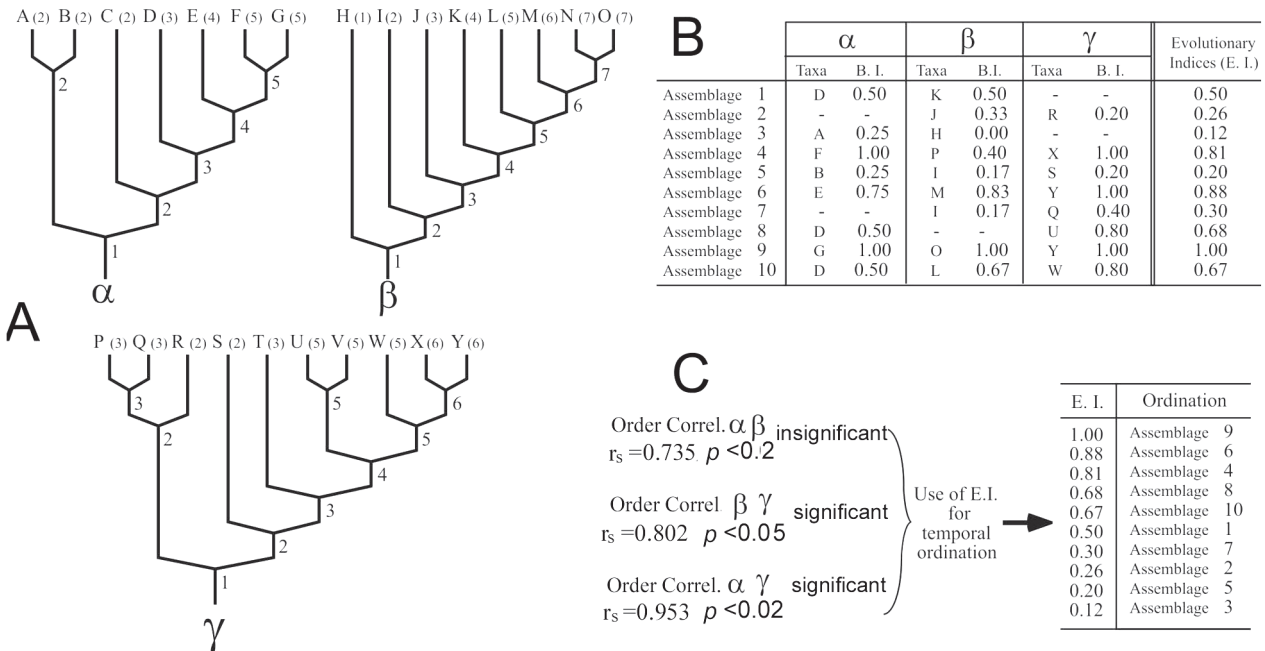 A (2) B (2) C (2) D (3) E (4) F (5) G (5)
2
5
4
3
2
1
α
H (1) I (2) J (3) K (4) L (5) M (6) N (7) O (7)
7
6
5
4
3
2
1
β
A
P (3) Q (3) R (2) S (2) T (3) U (5) V (5) W (5) X (6) Y (6)
3
5
6
2
5
4
3
2
1
γ
B
α β γ Evolutionary Indices (E. I.)
Taxa B. I. Taxa B.I. Taxa B. I.
Assemblage 1 D 0.50 K 0.50 - - 0.50
Assemblage 2 - - J 0.33 R 0.20 0.26
Assemblage 3 A 0.25 H 0.00 - - 0.12
Assemblage 4 F 1.00 P 0.40 X 1.00 0.81
Assemblage 5 B 0.25 I 0.17 S 0.20 0.20
Assemblage 6 E 0.75 M 0.83 Y 1.00 0.88
Assemblage 7 - - I 0.17 Q 0.40 0.30
Assemblage 8 D 0.50 - - U 0.80 0.68
Assemblage 9 G 1.00 O 1.00 Y 1.00 1.00
Assemblage 10 D 0.50 L 0.67 W 0.80 0.67
C
Order Correl. α β insignificant
rs =0.735 p <0.2
Order Correl β γ significant
rs =0.802 p <0.05
Order Correl. α γ significant
rs =0.953 p <0.02
Use of E.I.
for
temporal
ordination
E. I. Ordination
1.00 Assemblage 9
0.88 Assemblage 6
0.81 Assemblage 4
0.68 Assemblage 8
0.67 Assemblage 10
0.50 Assemblage 1
0.30 Assemblage 7
0.26 Assemblage 2
0.20 Assemblage 5
0.12 Assemblage 3